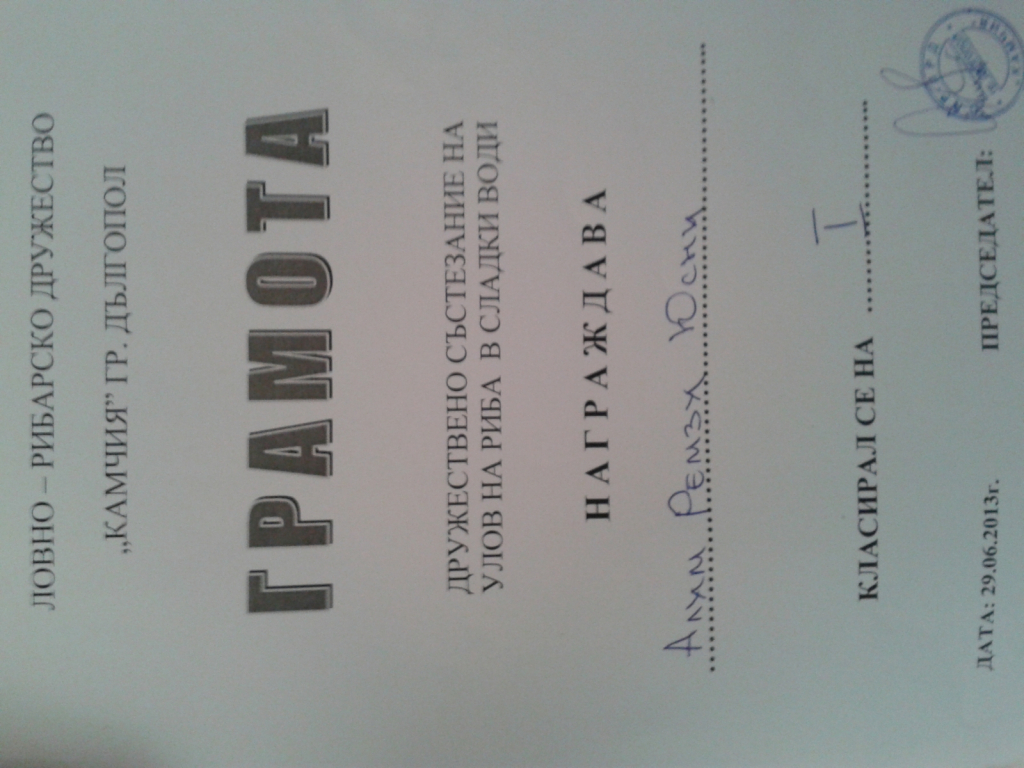 ЛОВНО – РИБАРСКО ДРУЖЕСТВО
„КАМЧИЯ” ГР. ДЪЛГОПОЛ
ГРАМОТА
ДРУЖЕСТВЕНО СЪСТЕЗАНИЕ НА
УЛОВ НА РИБА В СЛАДКИ ВОДИ
НАГРАЖДАВА
Ремзи Юсни
КЛАСИРАЛ СЕ НА I
ДАТА: 29.06.2013г. ПРЕДСЕДАТЕЛ: